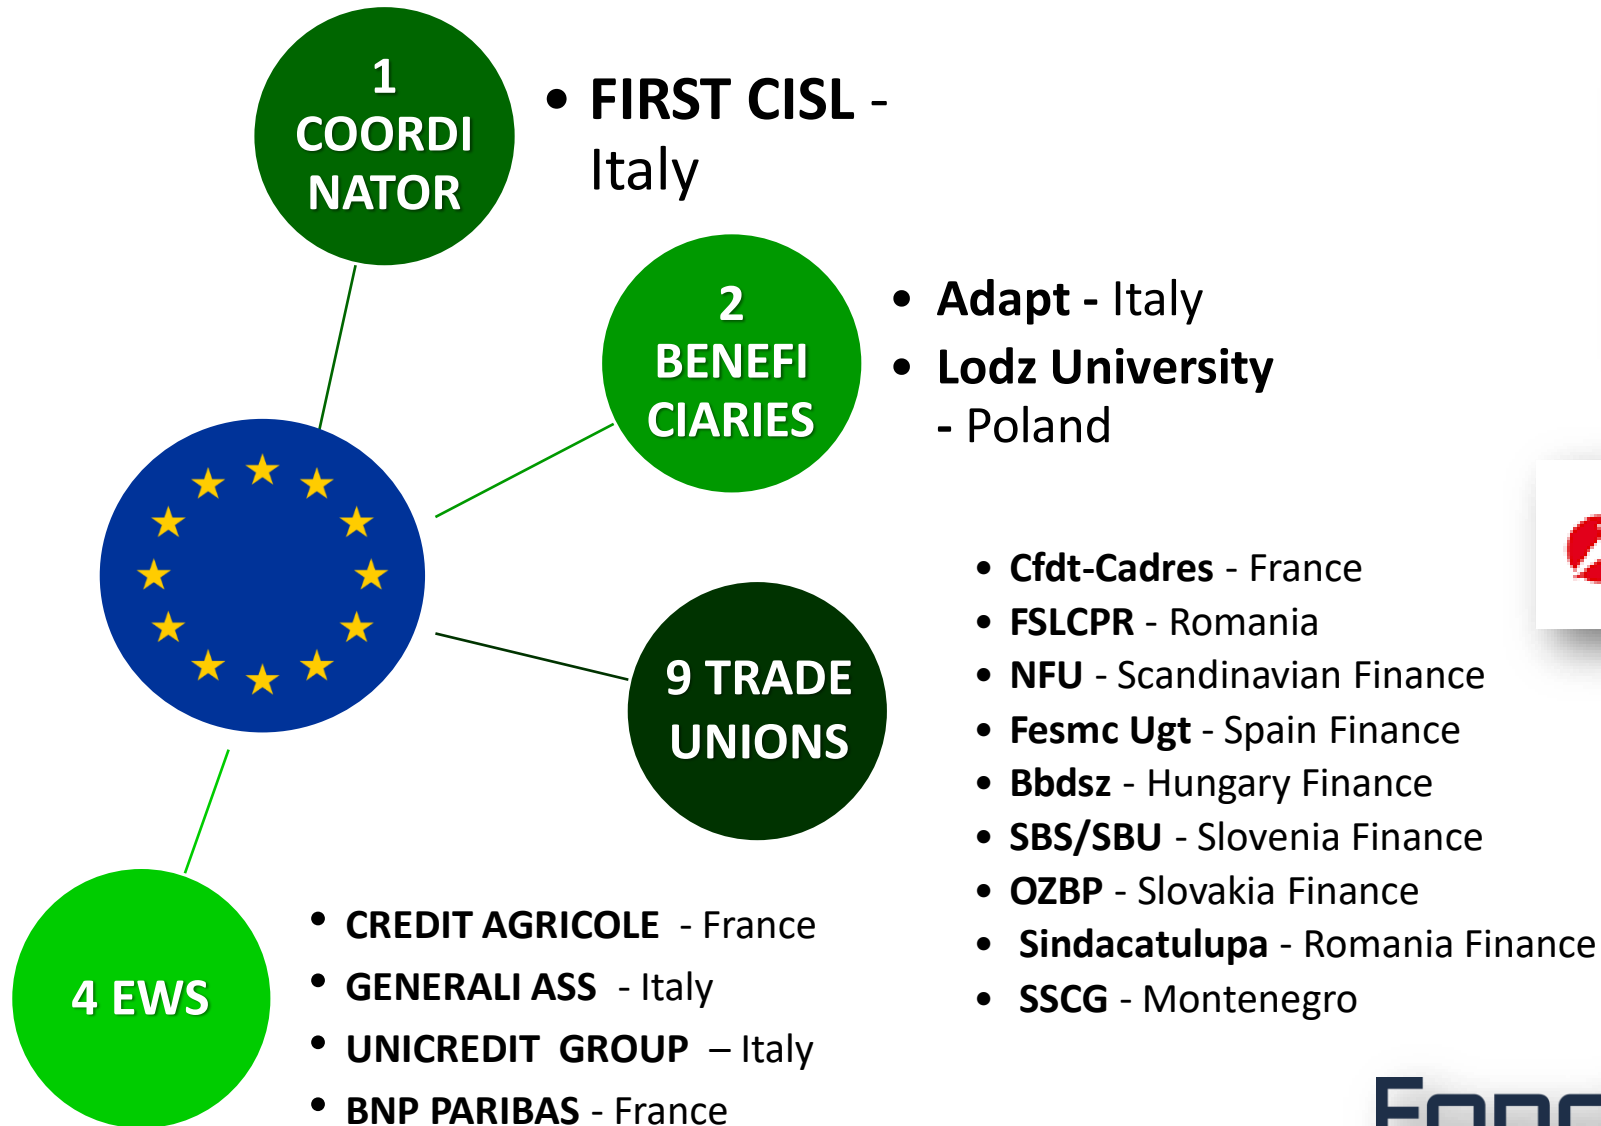 1
COORDI
NATOR
• FIRST CISL -
Italy
2
BENEFI
CIARIES
• Adapt - Italy
• Lodz University
- Poland
9 TRADE
UNIONS
• Cfdt-Cadres - France
• FSLCPR - Romania
• NFU - Scandinavian Finance
• Fesmc Ugt - Spain Finance
• Bbdsz - Hungary Finance
• SBS/SBU - Slovenia Finance
• OZBP - Slovakia Finance
• Sindacatulupa - Romania Finance
• SSCG - Montenegro
4 EWS
• CREDIT AGRICOLE - France
• GENERALI ASS - Italy
• UNICREDIT GROUP – Italy
• BNP PARIBAS - France